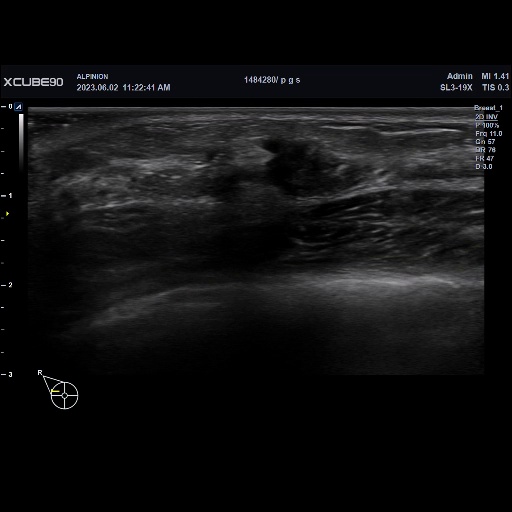 XCUBE90
ALPINION
2023.06.02 11:22:41 AM
1484280/ p g s
Admin MI 1.41
SL3-19X TIS 0.3
Breast_1
2D INV
P 100%
Frq 11.0
Gn 57
DR 76
FR 47
D 3.0
0
1
2
3
R